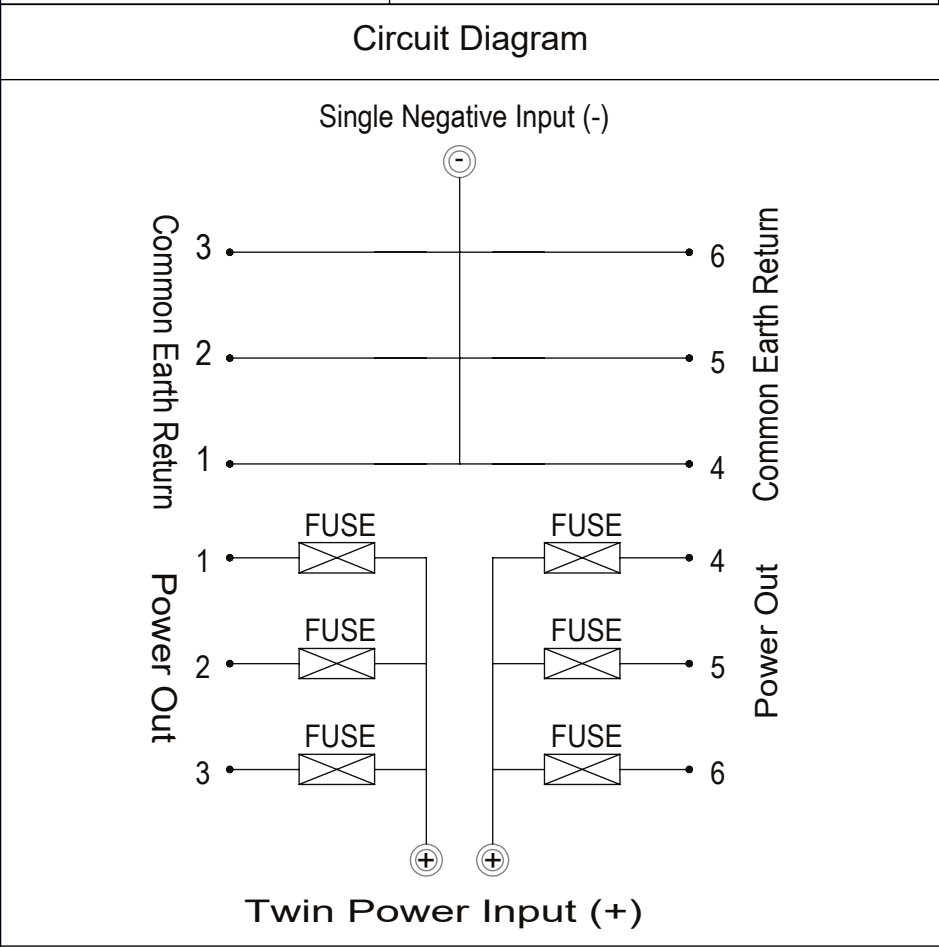 Circuit Diagram
Single Negative Input (-)
-
Common Earth Return
3
6
Common Earth Return
2
5
1
4
FUSE
FUSE
1
4
Power Out
Power Out
FUSE
FUSE
2
5
FUSE
FUSE
3
6
+
+
Twin Power Input (+)